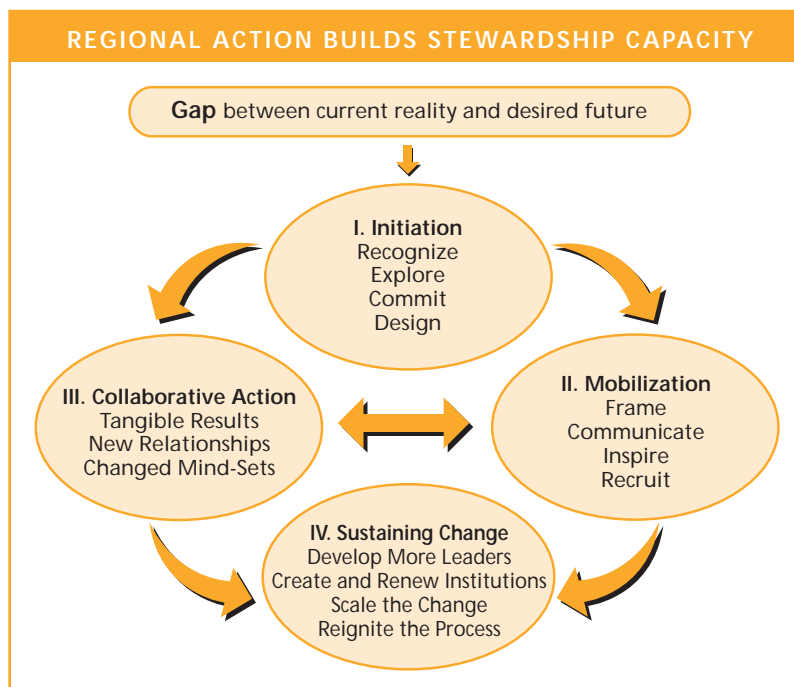 REGIONAL ACTION BUILDS STEWARDSHIP CAPACITY
Gap between current reality and desired future
I. Initiation
Recognize
Explore
Commit
Design
III. Collaborative Action
Tangible Results
New Relationships
Changed Mind-Sets
II. Mobilization
Frame
Communicate
Inspire
Recruit
IV. Sustaining Change
Develop More Leaders
Create and Renew Institutions
Scale the Change
Reignite the Process